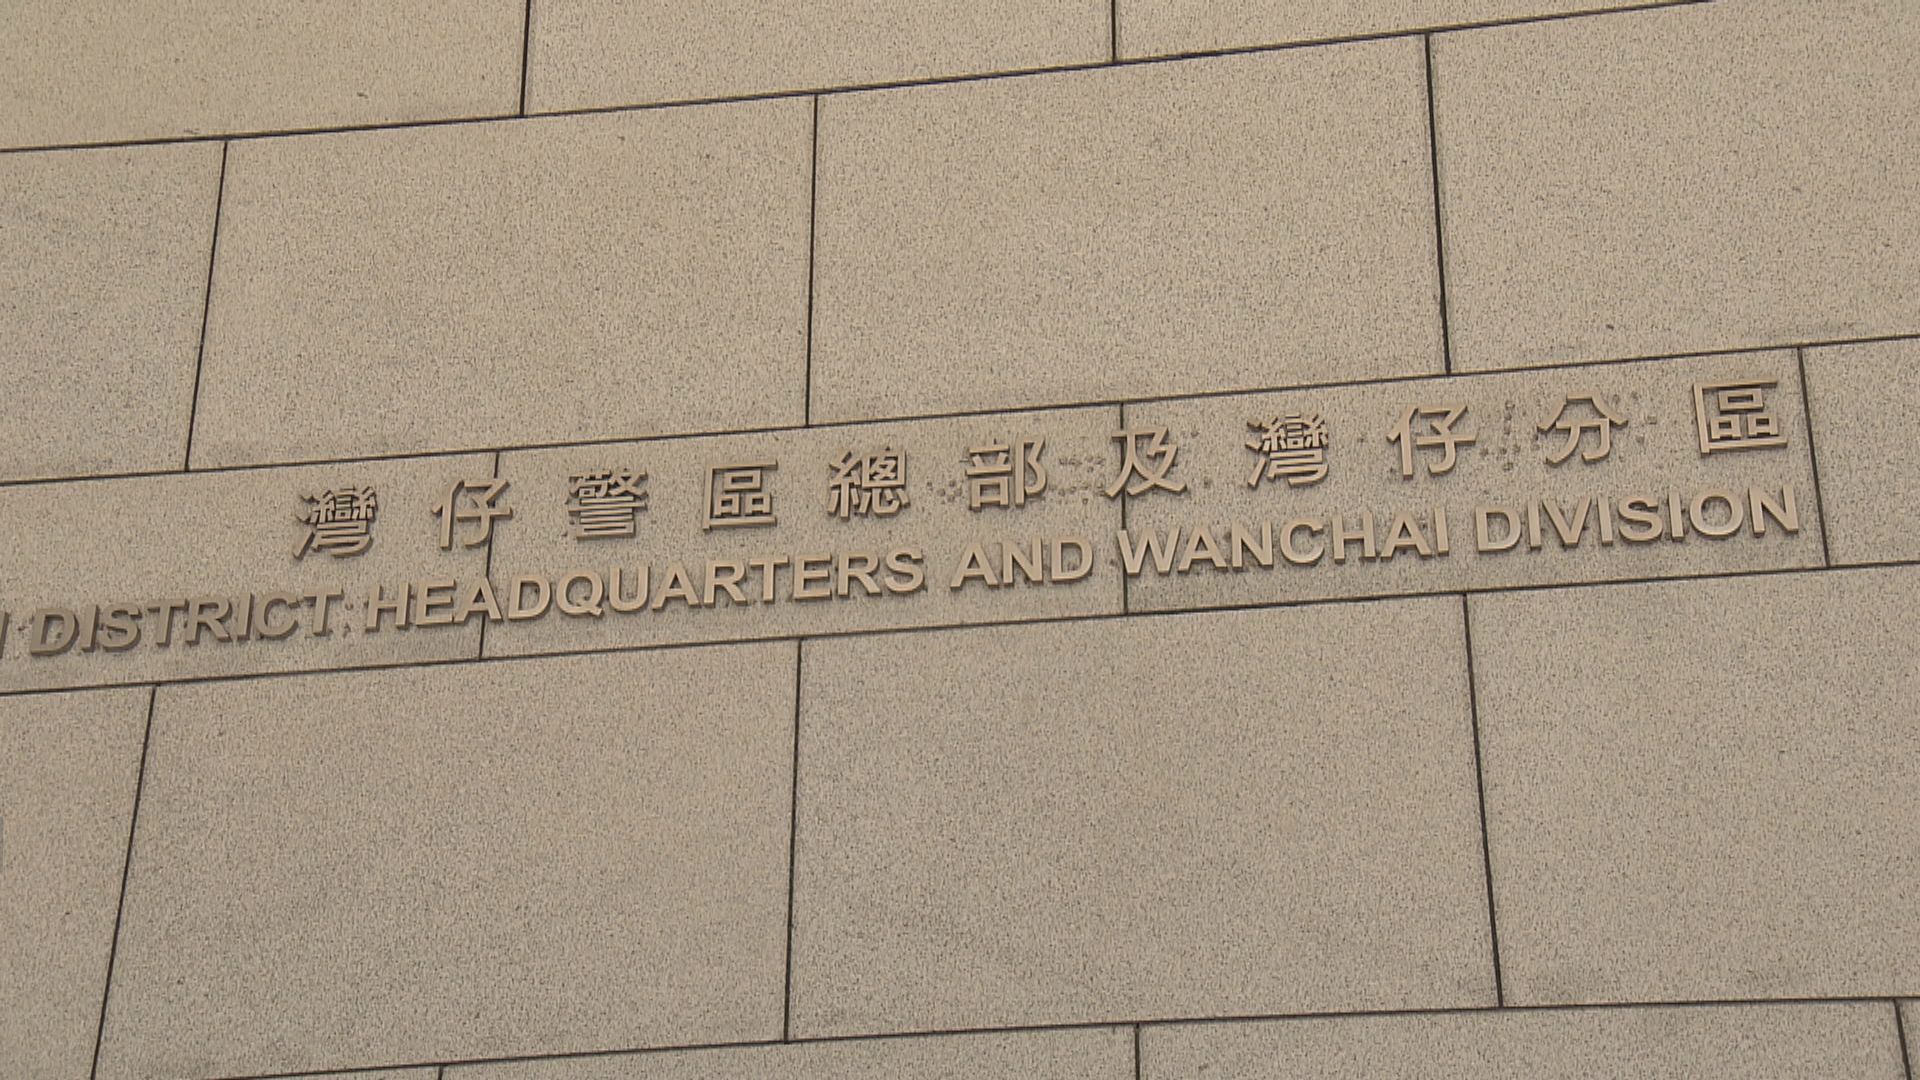 灣仔警區總部及灣仔分區
DISTRICT HEADQUARTERS AND WANCHAI DIVISION